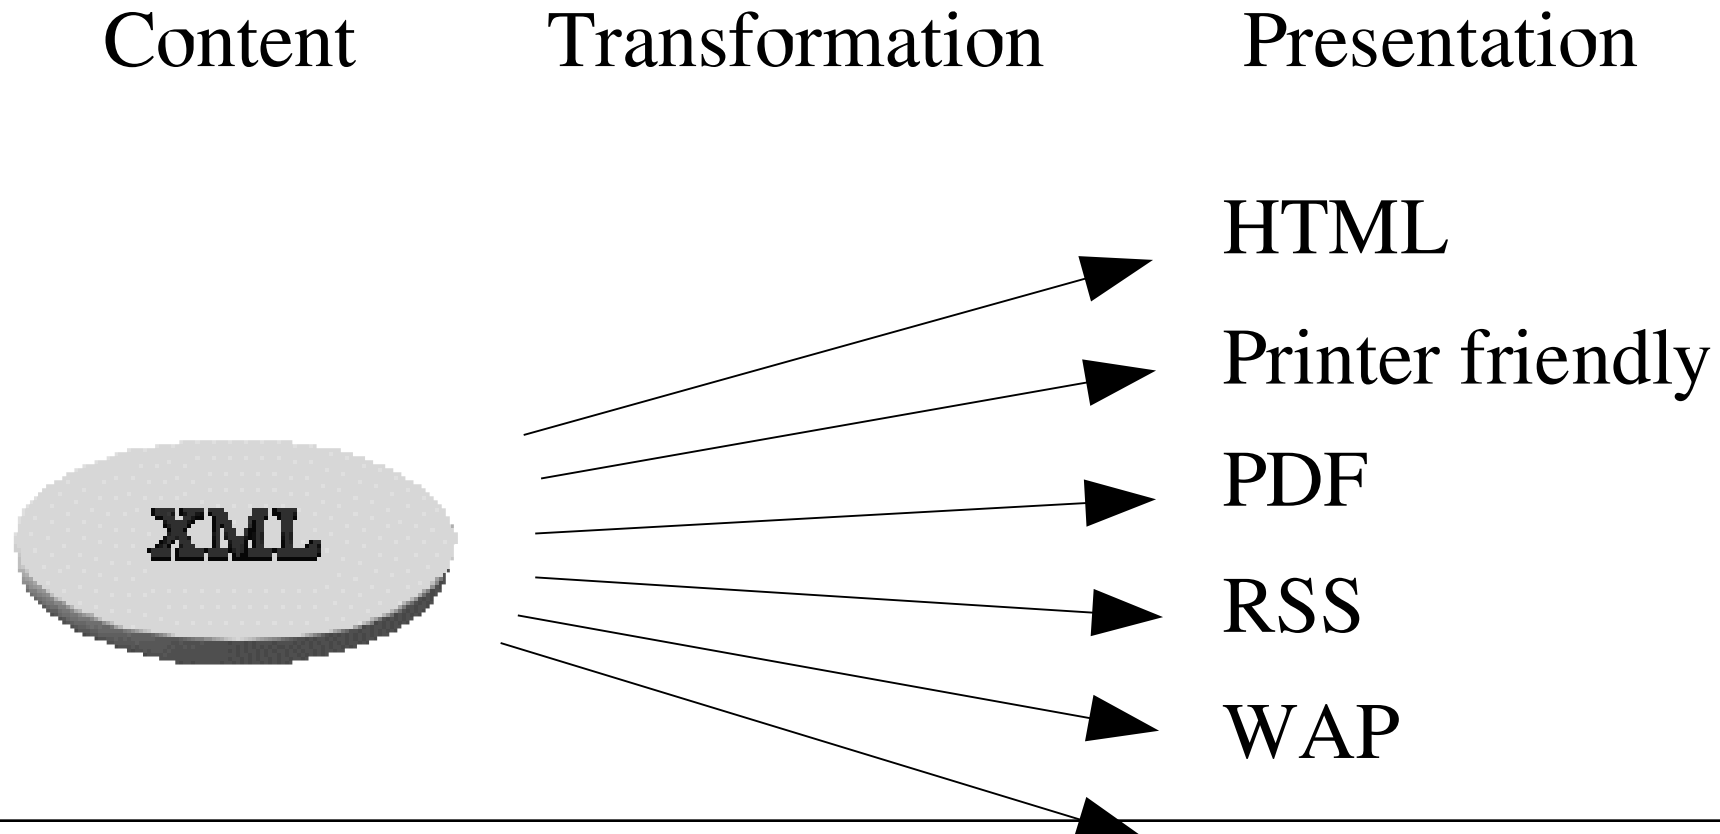 Content Transformation Presentation
HTML
Printer friendly
PDF
XML
RSS
WAP